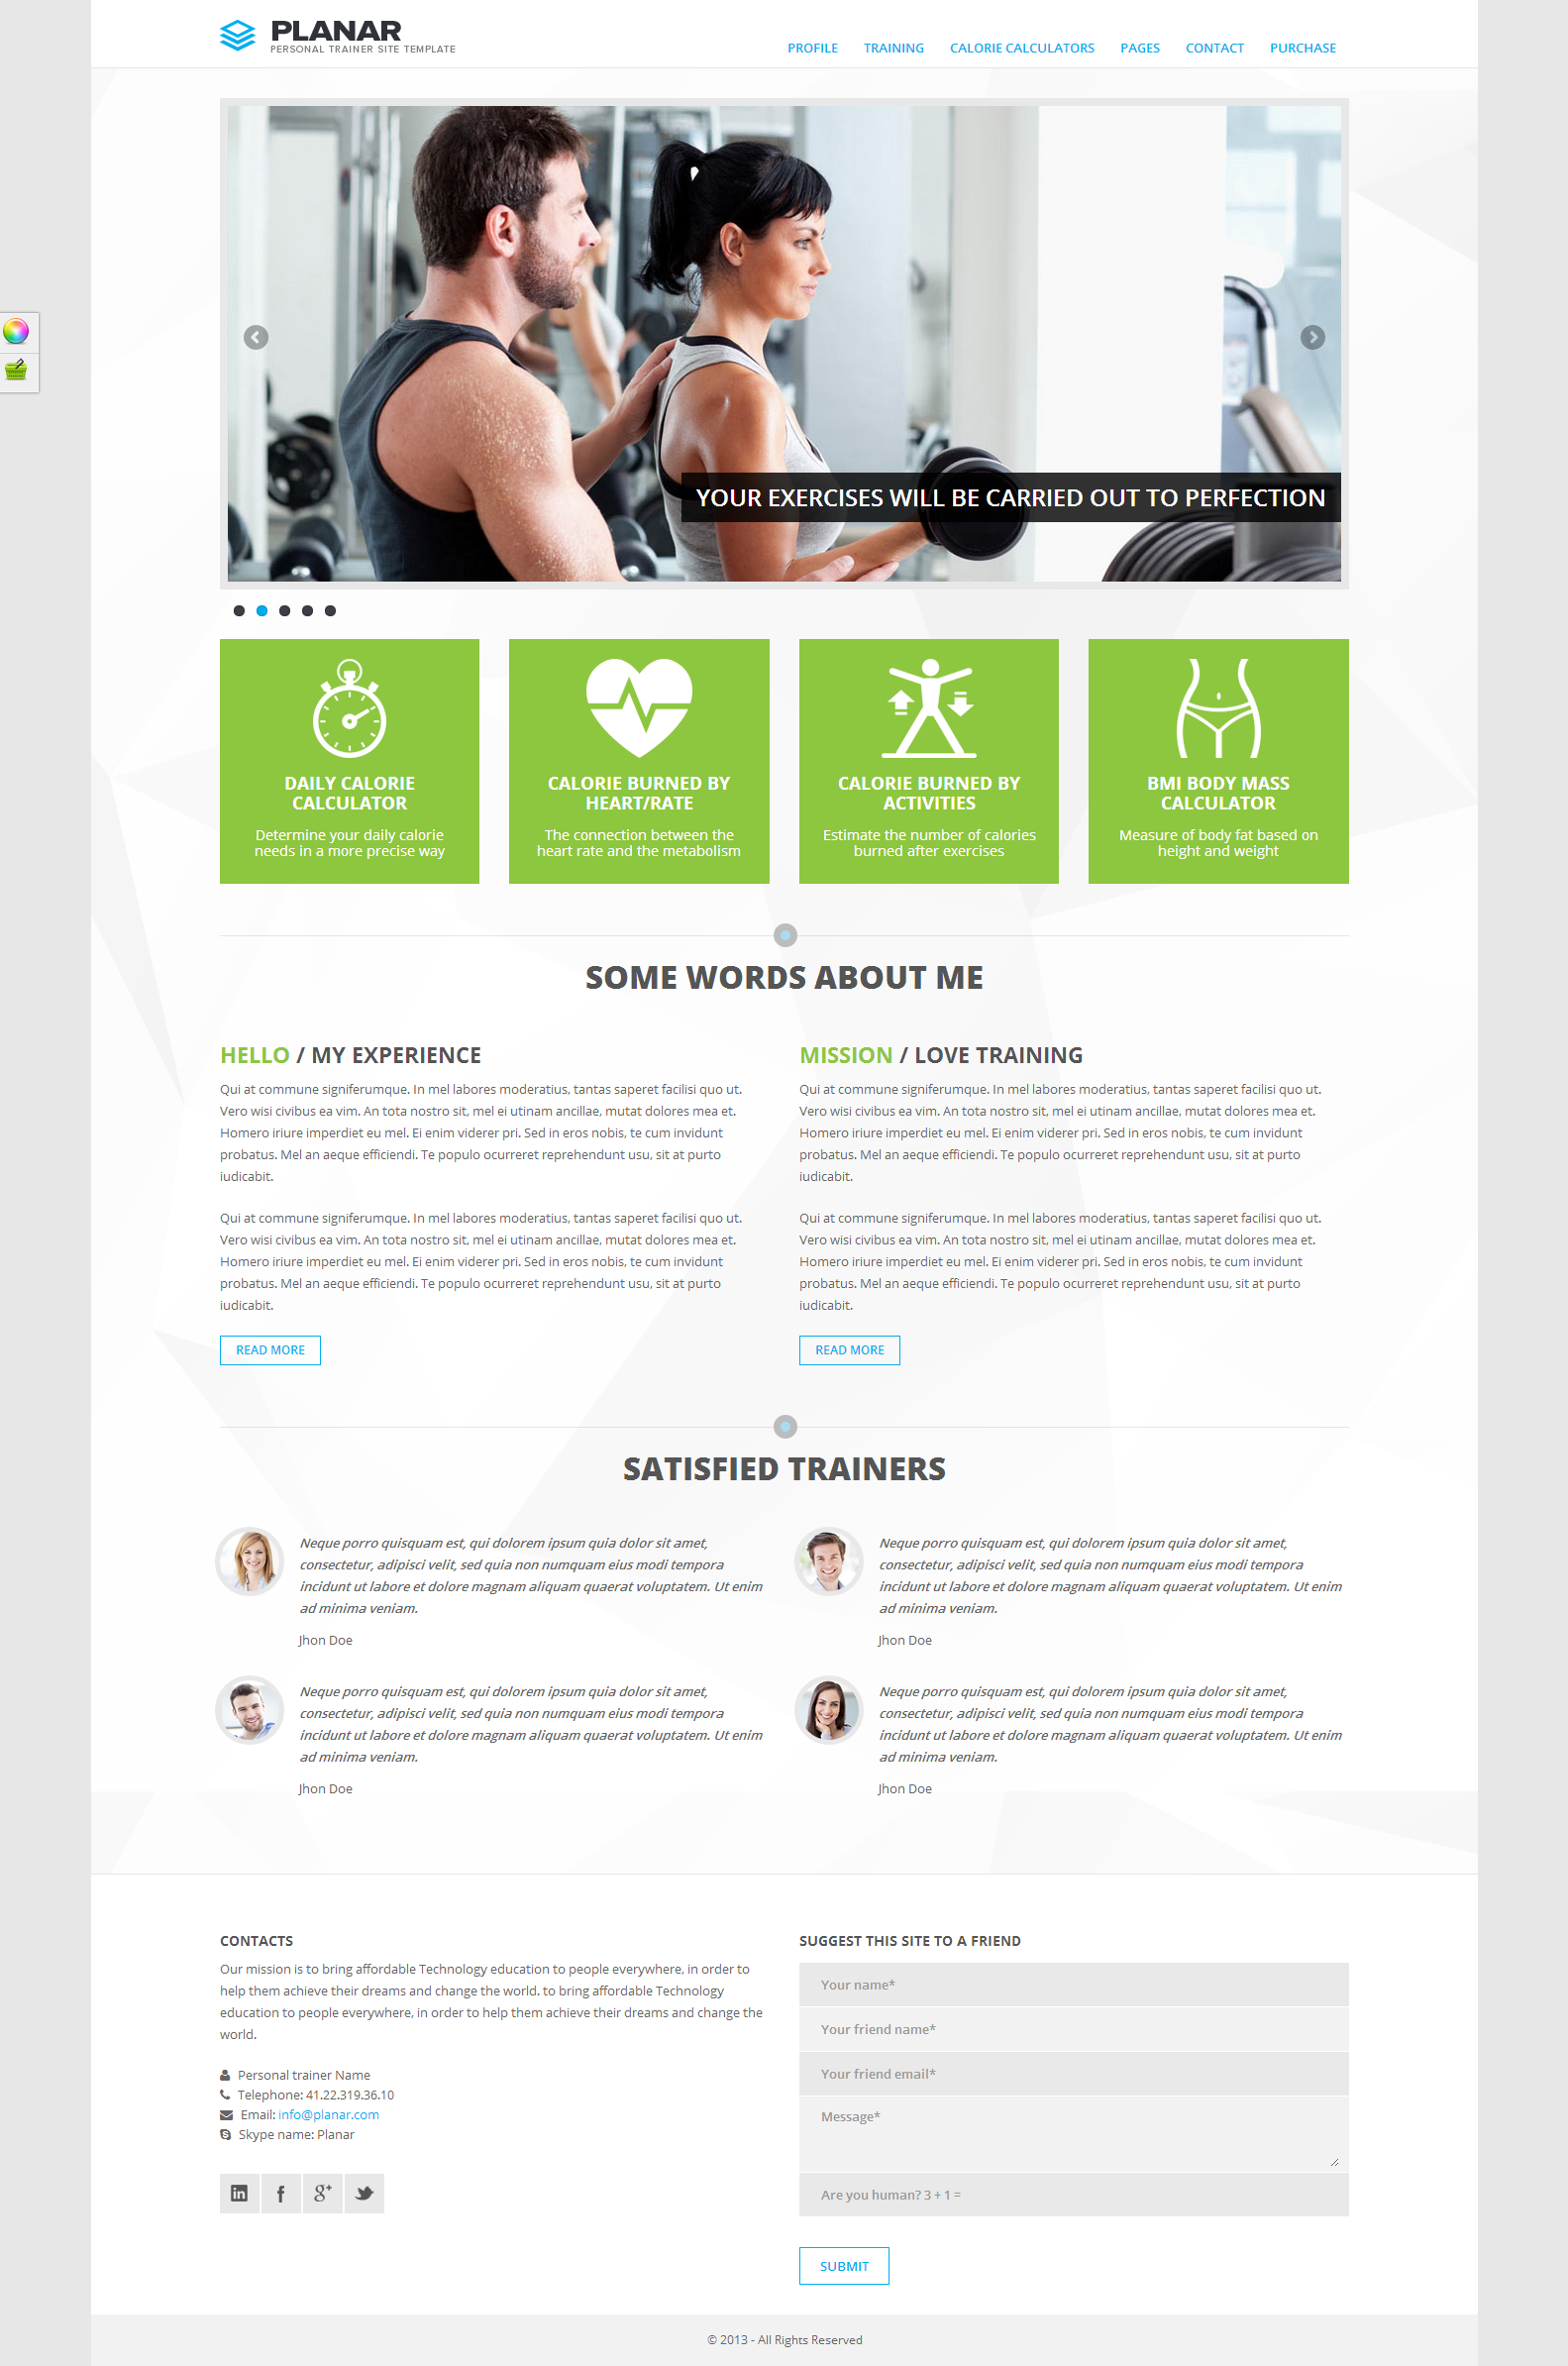 PLANAR
PERSONAL TRAINER SITE TEMPLATE
PROFILE TRAINING CALORIE CALCULATORS PAGES CONTACT PURCHASE
YOUR EXERCISES WILL BE CARRIED OUT TO PERFECTION
DAILY CALORIE
CALCULATOR
Determine your daily calorie
needs in a more precise way
CALORIE BURNED BY
HEART/RATE
The connection between the
heart rate and the metabolism
CALORIE BURNED BY
ACTIVITIES
Estimate the number of calories
burned after exercises
BMI BODY MASS
CALCULATOR
Measure of body fat based on
height and weight
SOME WORDS ABOUT ME
HELLO / MY EXPERIENCE
Qui at commune signiferumque. In mel labores moderatius, tantas saperet facilisi quo ut.
Vero wisi civibus ea vim. An tota nostro sit, mel ei utinam ancillae, mutat dolores mea et.
Homero iriure imperdiet eu mel. Ei enim viderer pri. Sed in eros nobis, te cum invidunt
probatus. Mel an aeque efficiendi. Te populo ocurreret reprehendunt usu, sit at purto
iudicabit.
Qui at commune signiferumque. In mel labores moderatius, tantas saperet facilisi quo ut.
Vero wisi civibus ea vim. An tota nostro sit, mel ei utinam ancillae, mutat dolores mea et.
Homero iriure imperdiet eu mel. Ei enim viderer pri. Sed in eros nobis, te cum invidunt
probatus. Mel an aeque efficiendi. Te populo ocurreret reprehendunt usu, sit at purto
iudicabit.
READ MORE
MISSION / LOVE TRAINING
Qui at commune signiferumque. In mel labores moderatius, tantas saperet facilisi quo ut.
Vero wisi civibus ea vim. An tota nostro sit, mel ei utinam ancillae, mutat dolores mea et.
Homero iriure imperdiet eu mel. Ei enim viderer pri. Sed in eros nobis, te cum invidunt
probatus. Mel an aeque efficiendi. Te populo ocurreret reprehendunt usu, sit at purto
iudicabit.
Qui at commune signiferumque. In mel labores moderatius, tantas saperet facilisi quo ut.
Vero wisi civibus ea vim. An tota nostro sit, mel ei utinam ancillae, mutat dolores mea et.
Homero iriure imperdiet eu mel. Ei enim viderer pri. Sed in eros nobis, te cum invidunt
probatus. Mel an aeque efficiendi. Te populo ocurreret reprehendunt usu, sit at purto
iudicabit.
READ MORE
SATISFIED TRAINERS
Neque porro quisquam est, qui dolorem ipsum quia dolor sit amet,
consectetur, adipisci velit, sed quia non numquam eius modi tempora
incidunt ut labore et dolore magnam aliquam quaerat voluptatem. Ut enim
ad minima veniam.
Jhon Doe
Neque porro quisquam est, qui dolorem ipsum quia dolor sit amet,
consectetur, adipisci velit, sed quia non numquam eius modi tempora
incidunt ut labore et dolore magnam aliquam quaerat voluptatem. Ut enim
ad minima veniam.
Jhon Doe
Neque porro quisquam est, qui dolorem ipsum quia dolor sit amet,
consectetur, adipisci velit, sed quia non numquam eius modi tempora
incidunt ut labore et dolore magnam aliquam quaerat voluptatem. Ut enim
ad minima veniam.
Jhon Doe
Neque porro quisquam est, qui dolorem ipsum quia dolor sit amet,
consectetur, adipisci velit, sed quia non numquam eius modi tempora
incidunt ut labore et dolore magnam aliquam quaerat voluptatem. Ut enim
ad minima veniam.
Jhon Doe
CONTACTS
Our mission is to bring affordable Technology education to people everywhere, in order to
help them achieve their dreams and change the world. to bring affordable Technology
education to people everywhere, in order to help them achieve their dreams and change the
world.
Personal trainer Name
Telephone: 41.22.319.36.10
Email: info@planar.com
Skype name: Planar
SUGGEST THIS SITE TO A FRIEND
Your name*
Your friend name*
Your friend email*
Message*
Are you human? 3 + 1 =
SUBMIT
© 2013 - All Rights Reserved